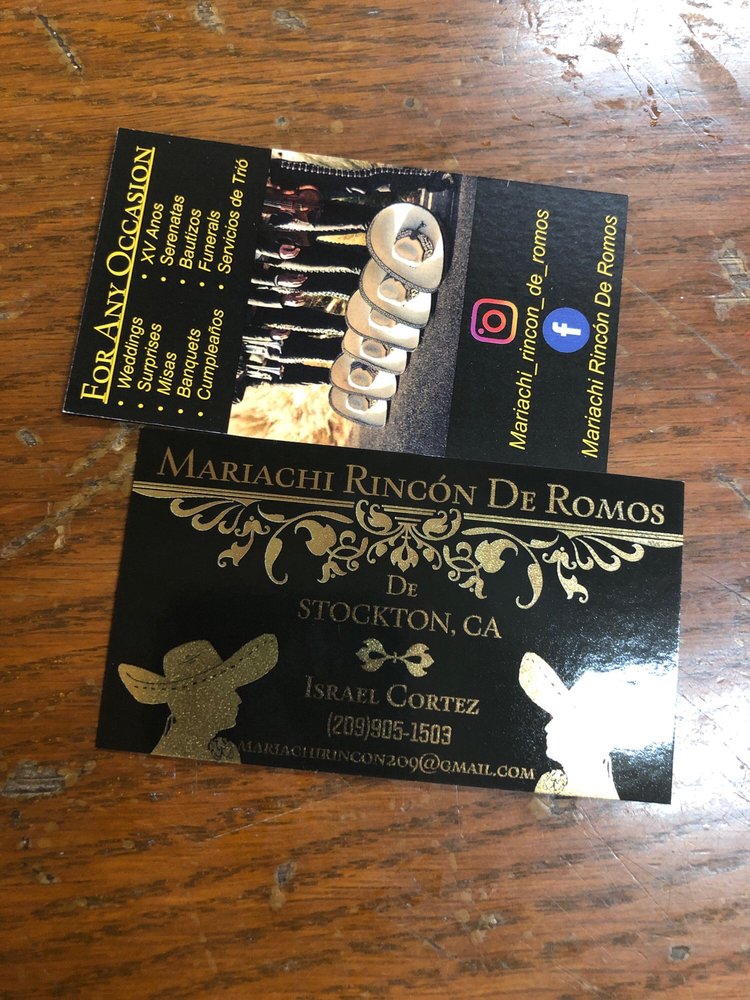 FOR ANY OCCASION
• Weddings
• Surprises
• Misas
• Banquets
• Cumpleaños
• XV Anos
• Serenatas
• Bautizos
• Funerals
• Servicios de Trió
Mariachi_rincon_de_romos
f
Mariachi Rincón De Romos
MARIACHI RINCÓN DE ROMOS
DE
STOCKTON, CA
ISRAEL CORTEZ
(209)905-1503
MARIACHIRINCON209@GMAIL.COM